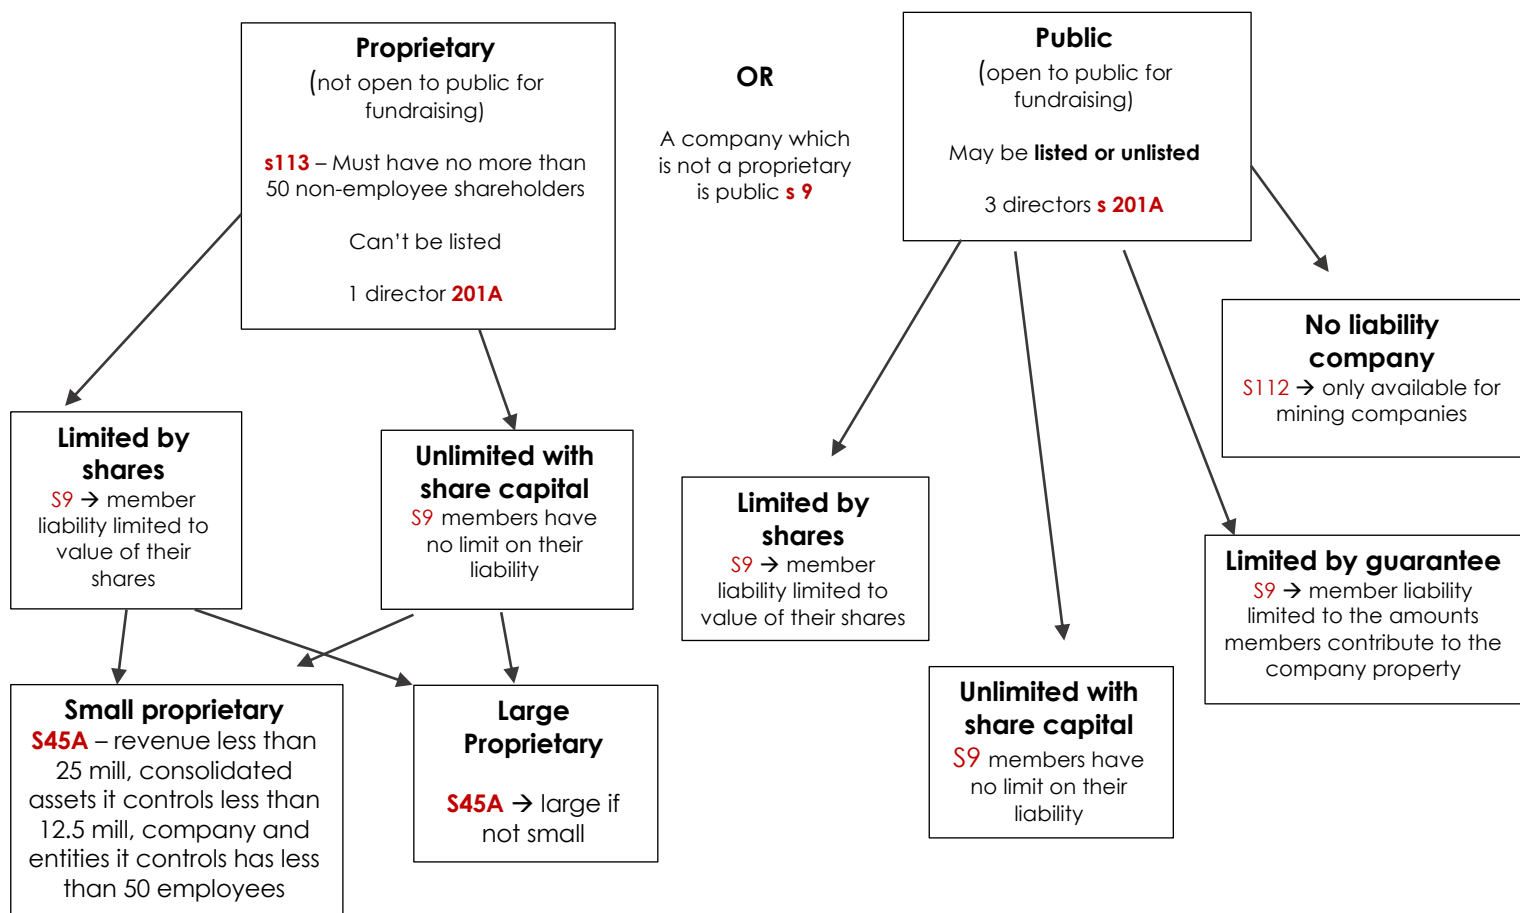 Proprietary
(not open to public for
fundraising)
s113 – Must have no more than
50 non-employee shareholders
Can't be listed
1 director 201A
OR
A company which
is not a proprietary
is public s 9
Public
(open to public for
fundraising)
May be listed or unlisted
3 directors s 201A
No liability
company
S112 → only available for
mining companies
Limited by
shares
S9 → member
liability limited to
value of their
shares
Unlimited with
share capital
S9 members have
no limit on their
liability
Limited by
shares
S9 → member
liability limited to
value of their shares
Limited by guarantee
S9 → member liability
limited to the amounts
members contribute to the
company property
Unlimited with
share capital
S9 members have
no limit on their
liability
Small proprietary
S45A – revenue less than
25 mill, consolidated
assets it controls less than
12.5 mill, company and
entities it controls has less
than 50 employees
Large
Proprietary
S45A → large if
not small